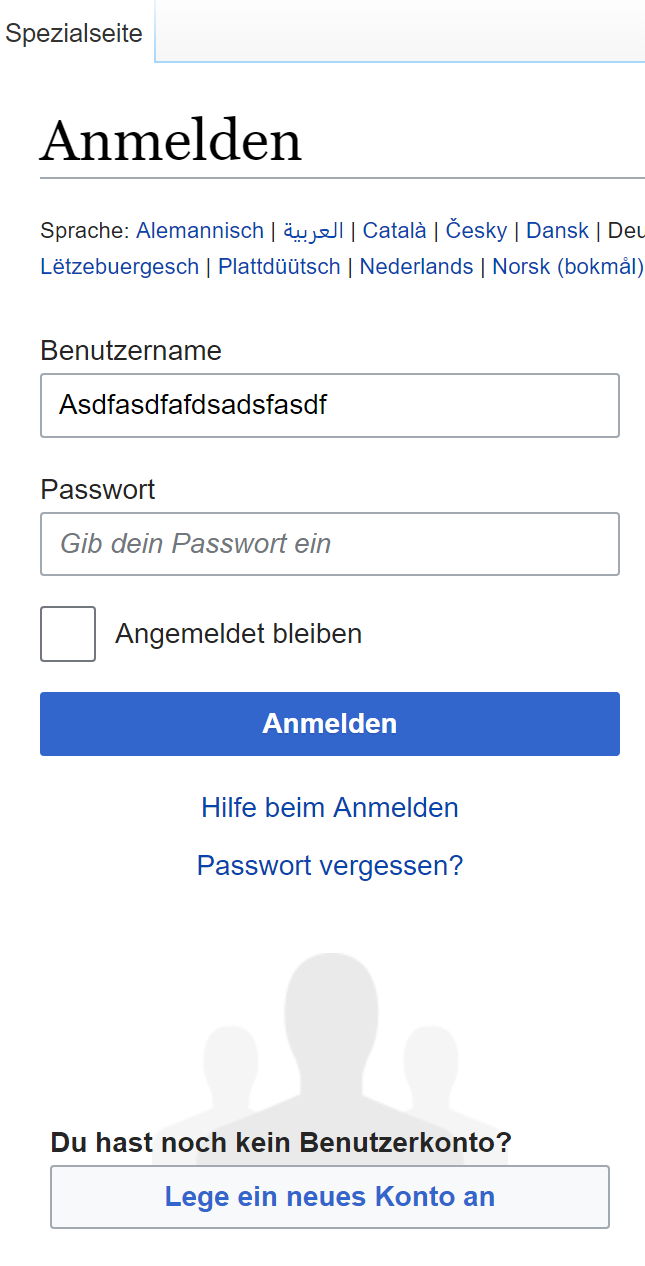 Spezialseite
Anmelden
Sprache: Alemannisch | العربية | Català | Česky | Dansk | Deu
Lëtzebuergesch | Plattdüütsch | Nederlands | Norsk (bokmål)
Benutzername
Asdfasdfafdsadsfasdf
Passwort
Gib dein Passwort ein
Angemeldet bleiben
Anmelden
Hilfe beim Anmelden
Passwort vergessen?
Du hast noch kein Benutzerkonto?
Lege ein neues Konto an